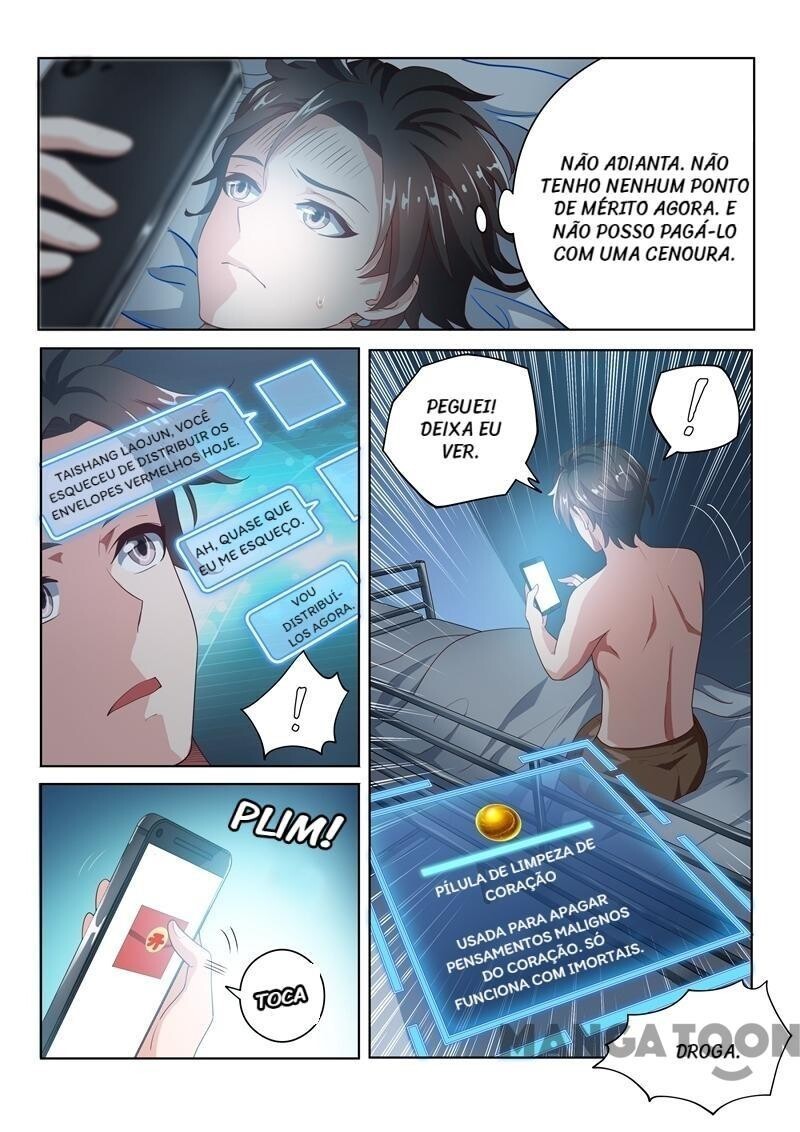 NÃO ADIANTA. NÃO
TENHO NENHUM PONTO
DE MÉRITO AGORA. E
NÃO POSSO PAGÁ-LO
COM UMA CENOURA.
TAISHANG LAOJUN, VOCÊ
ESQUECEU DE DISTRIBUIR OS
ENVELOPES VERMELHOS HOJE.
AH, QUASE QUE
EU ME ESQUEÇO.
VOU
DISTRIBUÍ-
LOS AGORA.
!
PLIM!
TOCA
PEGUEI!
DEIXA EU
VER.
!
PÍLULA DE LIMPEZA DE
CORAÇÃO
USADA PARA APAGAR
PENSAMENTOS MALIGNOS
DO CORAÇÃO. SÓ
FUNCIONA COM IMORTAIS.
DROGA.
MANGATOON